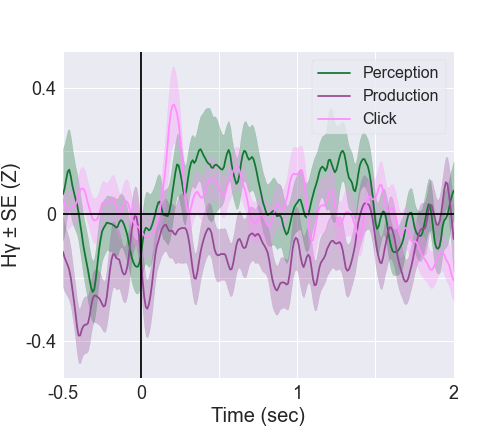 Perception
Production
Click
Hγ ± SE (Z)
0.4
0
-0.4
-0.5
0
1
2
Time (sec)